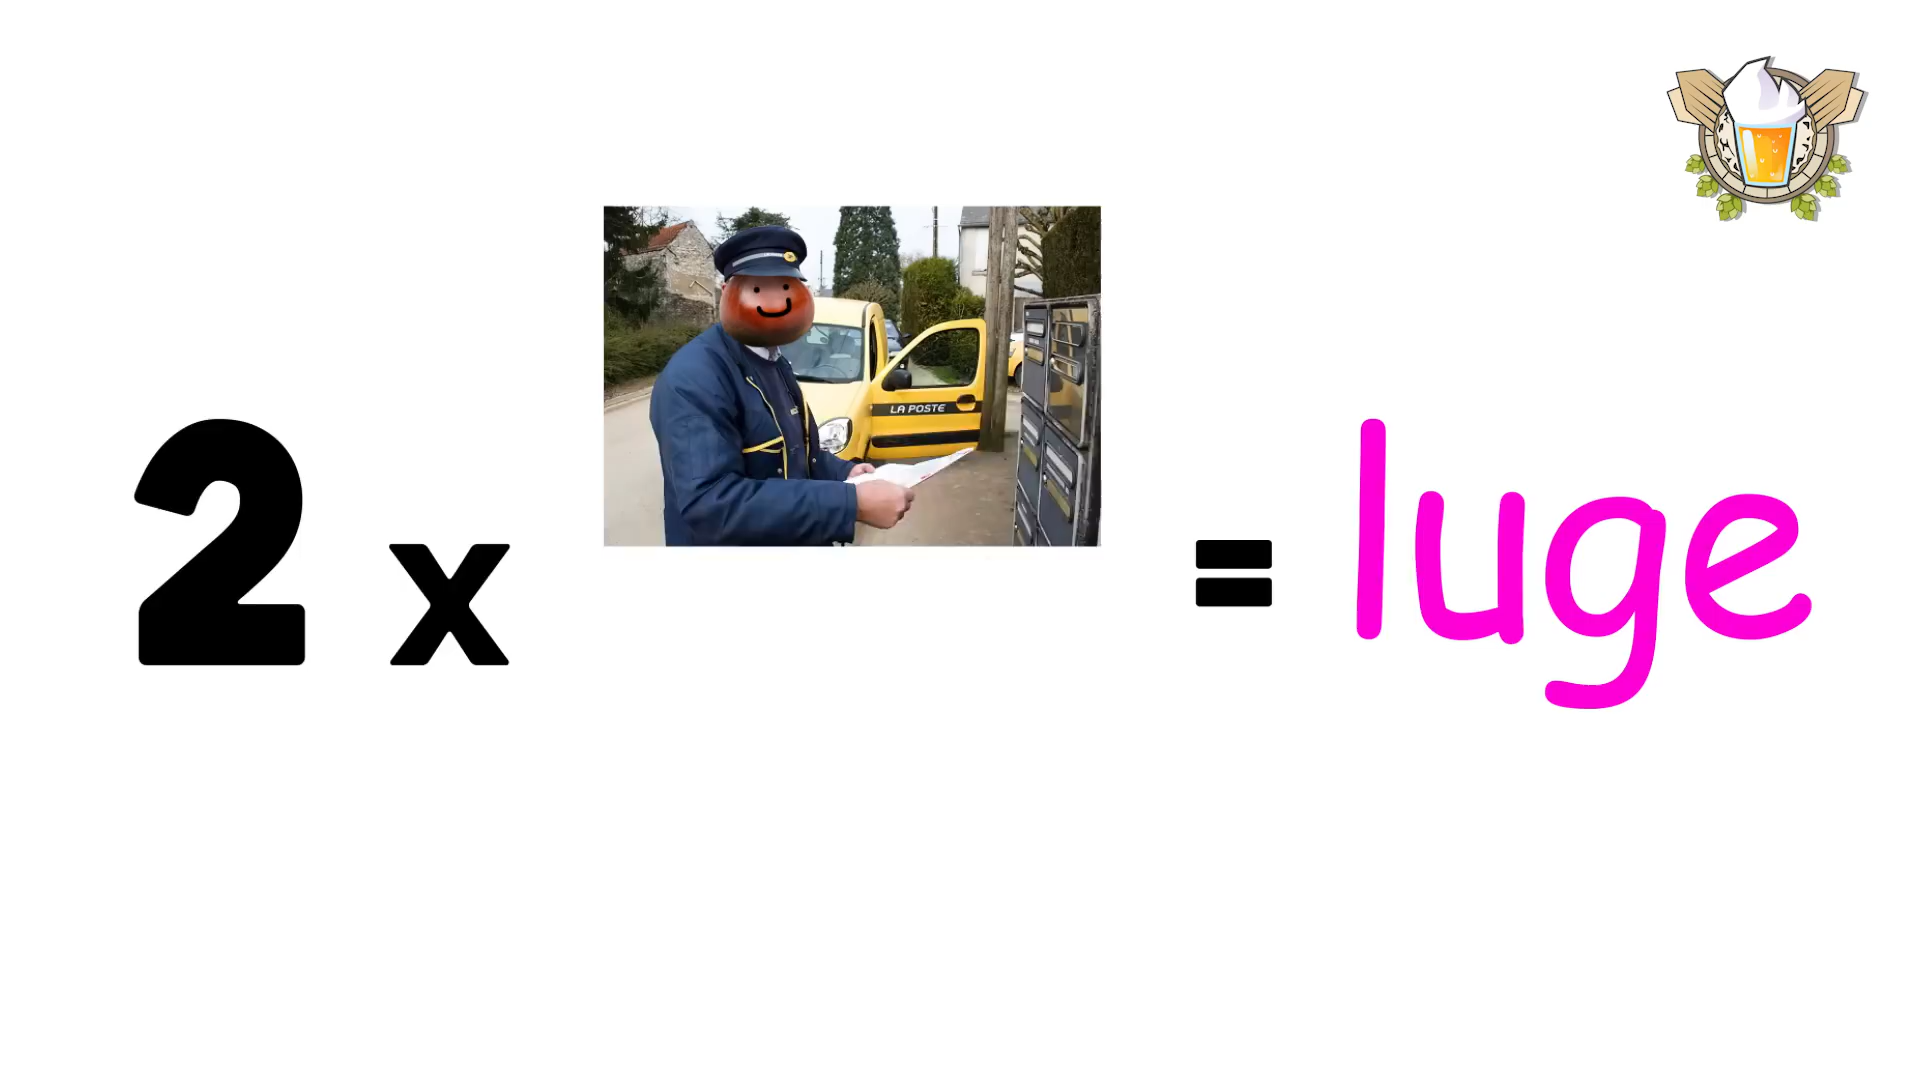 LA POSTE
2 x = luge